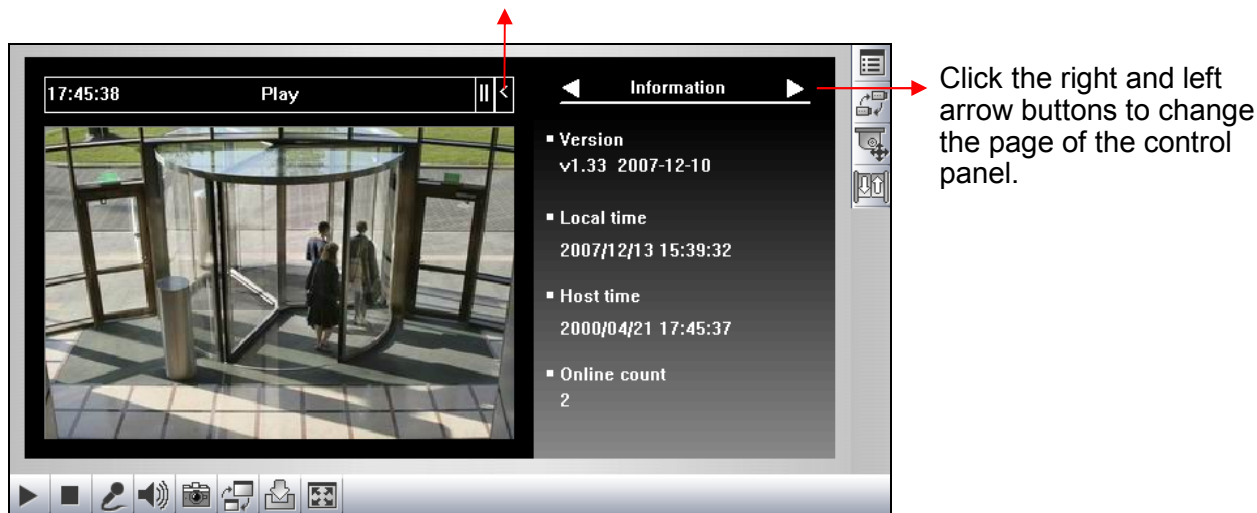 17:45:38 Play || <
Information
Version
v1.33 2007-12-10
Local time
2007/12/13 15:39:32
Host time
2000/04/21 17:45:37
Online count
2
Click the right and left
arrow buttons to change
the page of the control
panel.